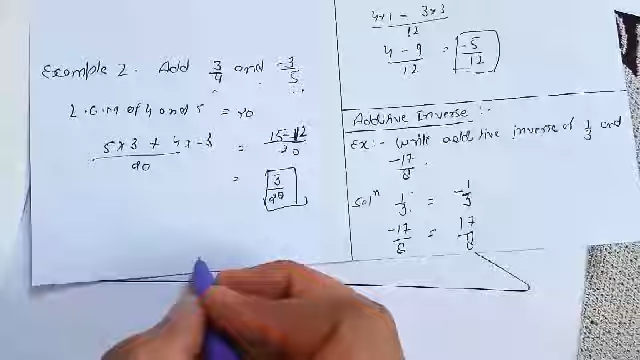 Example 2. Add 3/4 and -3/5
L.C.M of 4 and 5 = 20
5×3 + 4×-3 / 20 = 15-12 / 20
= 3/20
4×1 - 3×3 / 12
4-9 / 12 = -5/12
Additive Inverse :-
Ex:- Write additive inverse of 1/3 and
-17/8 .
Solⁿ 1/3 = -1/3
-17/8 = 17/8